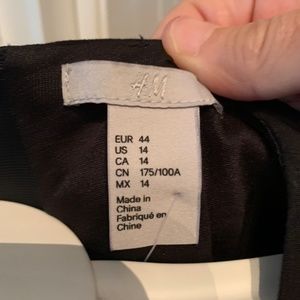 H&M
EUR 44
US 14
CA 14
CN 175/100A
MX 14
Made in
China
Fabriqué en
Chine